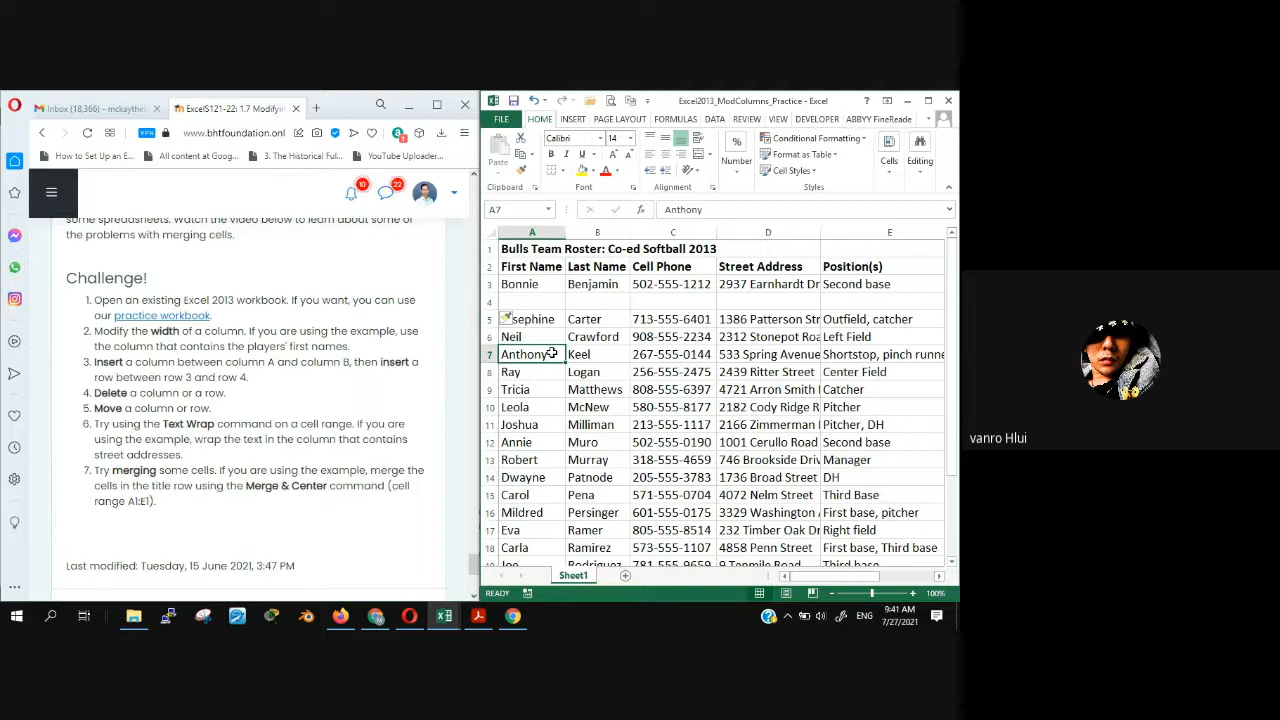 Inbox (18,366) – mckaythel
ExcelS121-22: 1.7 Modifyin
VPN
www.bhtfoundation.onl
How to Set Up an E...
All content at Goog...
3. The Historical Ful...
YouTube Uploader...
10
22
some spreadsheets. Watch the video below to learn about some of
the problems with merging cells.
Challenge!
1. Open an existing Excel 2013 workbook. If you want, you can use
our practice workbook.
2. Modify the width of a column. If you are using the example, use
the column that contains the players' first names.
3. Insert a column between column A and column B, then insert a
row between row 3 and row 4.
4. Delete a column or a row.
5. Move a column or row.
6. Try using the Text Wrap command on a cell range. If you are
using the example, wrap the text in the column that contains
street addresses.
7. Try merging some cells. If you are using the example, merge the
cells in the title row using the Merge & Center command (cell
range A1:E1).
Last modified: Tuesday, 15 June 2021, 3:47 PM
Excel2013_ModColumns_Practice - Excel
FILE HOME INSERT PAGE LAYOUT FORMULAS DATA REVIEW VIEW DEVELOPER ABBYY FineReade
Paste
Calibri 14
Number
Conditional Formatting
Format as Table
Cell Styles
Cells
Editing
Clipboard Font Alignment Styles
A7 Anthony
A B C D E
1 Bulls Team Roster: Co-ed Softball 2013
2 First Name Last Name Cell Phone Street Address Position(s)
3 Bonnie Benjamin 502-555-1212 2937 Earnhardt Dr Second base
4
5 sephine Carter 713-555-6401 1386 Patterson Str Outfield, catcher
6 Neil Crawford 908-555-2234 2312 Stonepot Roa Left Field
7 Anthony Keel 267-555-0144 533 Spring Avenue Shortstop, pinch runne
8 Ray Logan 256-555-2475 2439 Ritter Street Center Field
9 Tricia Matthews 808-555-6397 4721 Arron Smith Catcher
10 Leola McNew 580-555-8177 2182 Cody Ridge R Pitcher
11 Joshua Milliman 213-555-1117 2166 Zimmerman Pitcher, DH
12 Annie Muro 502-555-0190 1001 Cerullo Road Second base
13 Robert Murray 318-555-4659 746 Brookside Driv Manager
14 Dwayne Patnode 205-555-3783 1736 Broad Street DH
15 Carol Pena 571-555-0704 4072 Nelm Street Third Base
16 Mildred Persinger 601-555-0175 3329 Washington First base, pitcher
17 Eva Ramer 805-555-8514 232 Timber Oak Dr Right field
18 Carla Ramirez 573-555-1107 4858 Penn Street First base, Third base
Joe Rodriguez 781-555-9659 9 Tenmile Road Third base
Sheet1
READY
100%
ENG
9:41 AM
7/27/2021
vanro Hlui